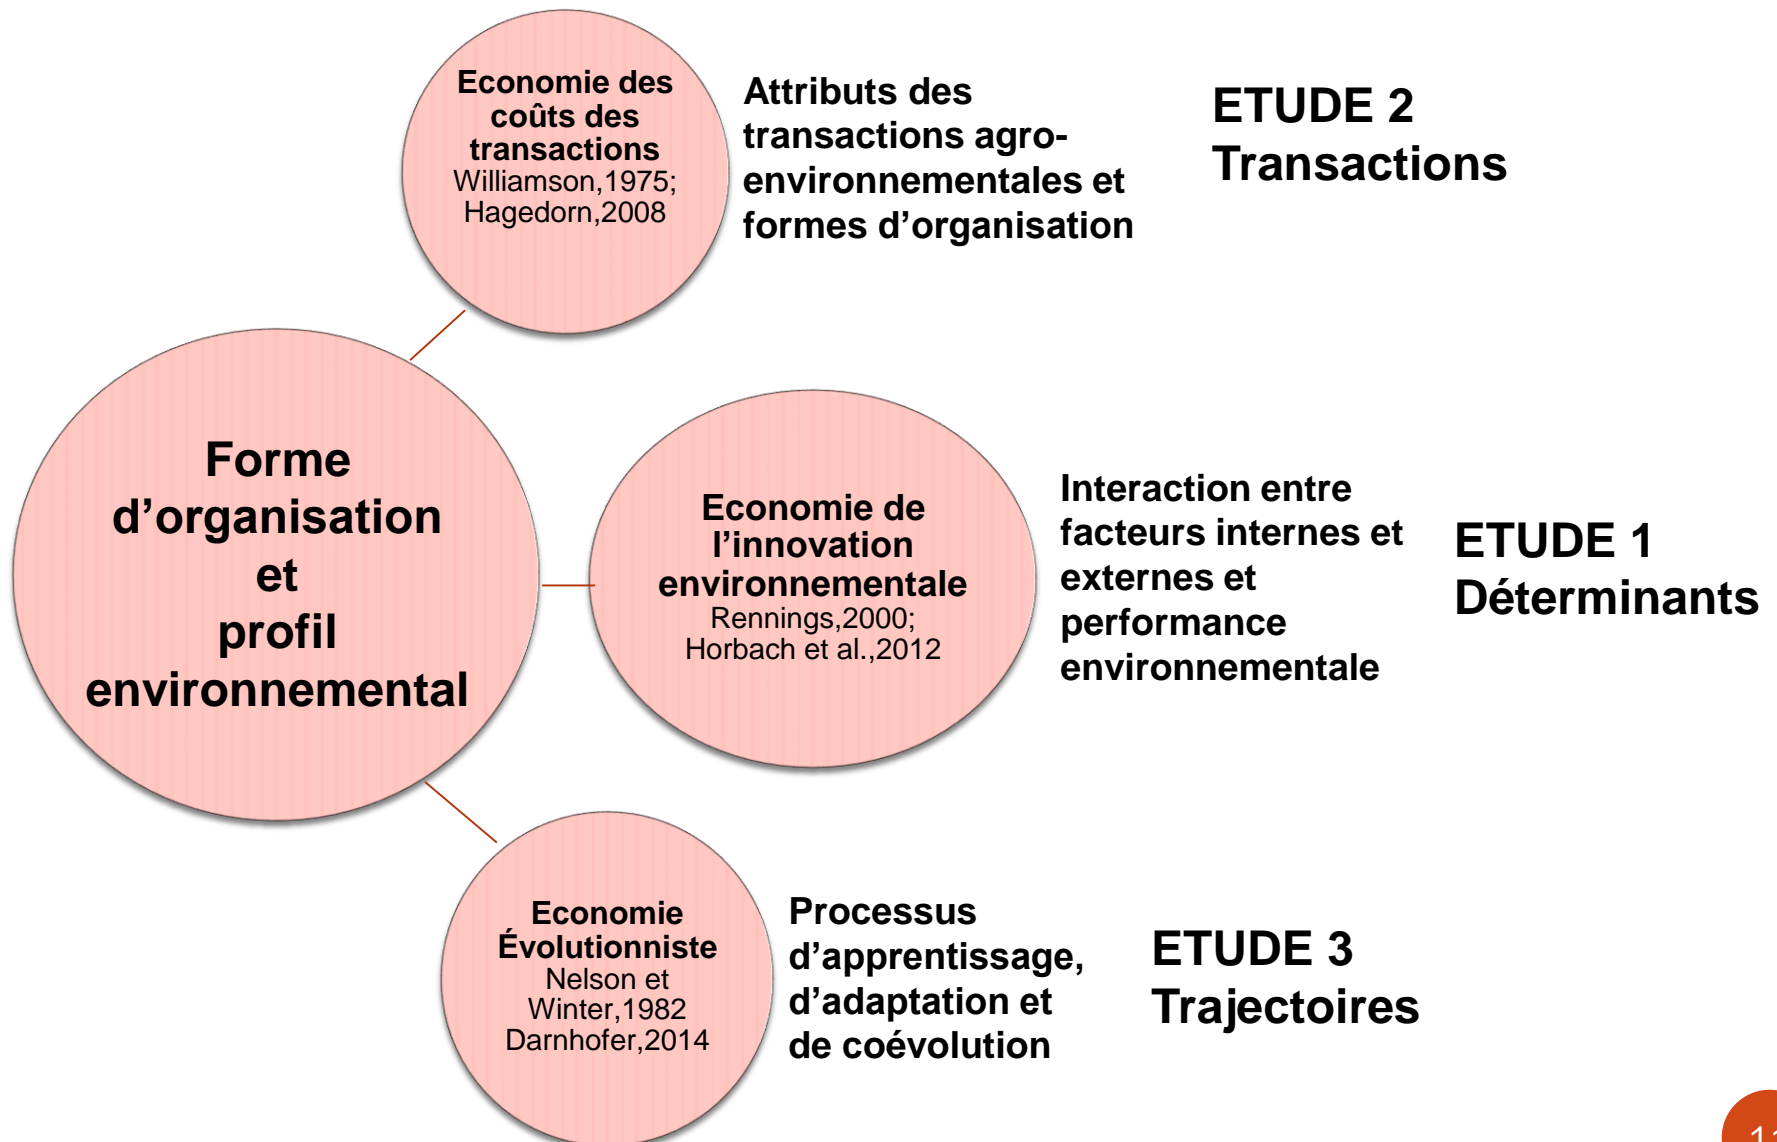 Economie des
coûts des
transactions
Williamson,1975;
Hagedorn,2008
Attributs des
transactions agro-
environnementales et
formes d’organisation
ETUDE 2
Transactions
Forme
d’organisation
et
profil
environnemental
Economie de
l’innovation
environnementale
Rennings,2000;
Horbach et al.,2012
Interaction entre
facteurs internes et
externes et
performance
environnementale
ETUDE 1
Déterminants
Economie
Évolutionniste
Nelson et
Winter,1982
Darnhofer,2014
Processus
d’apprentissage,
d’adaptation et
de coévolution
ETUDE 3
Trajectoires